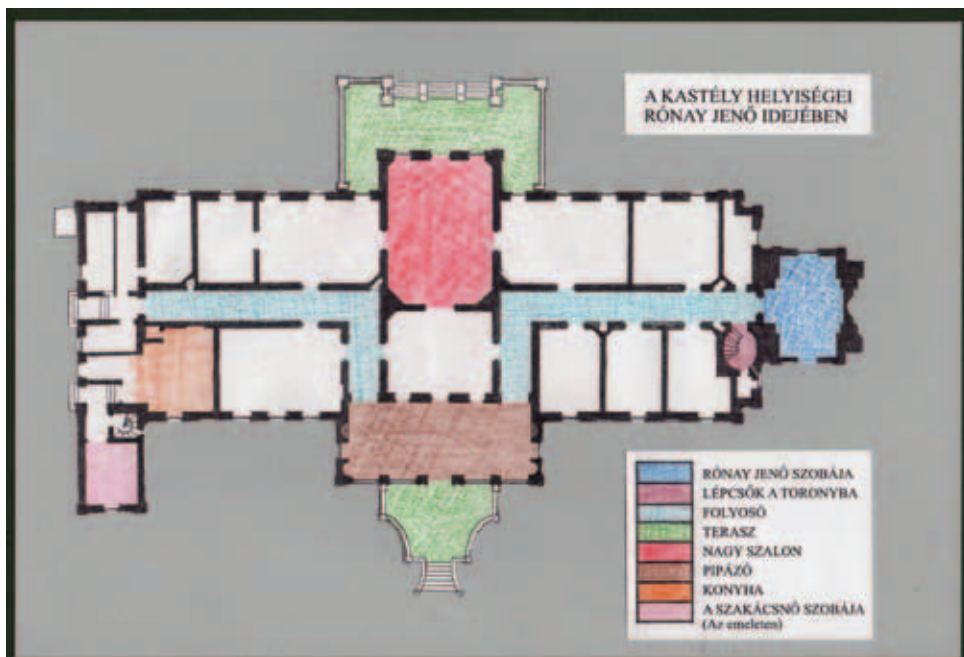 A KASTÉLY HELYISÉGEI
RÓNAY JENŐ IDEJÉBEN
RÓNAY JENŐ SZOBÁJA
LÉPCSŐK A TORONYBA
FOLYOSÓ
TERASZ
NAGY SZALON
PIPÁZÓ
KONYHA
A SZAKÁCSNŐ SZOBÁJA
(Az emeleten)